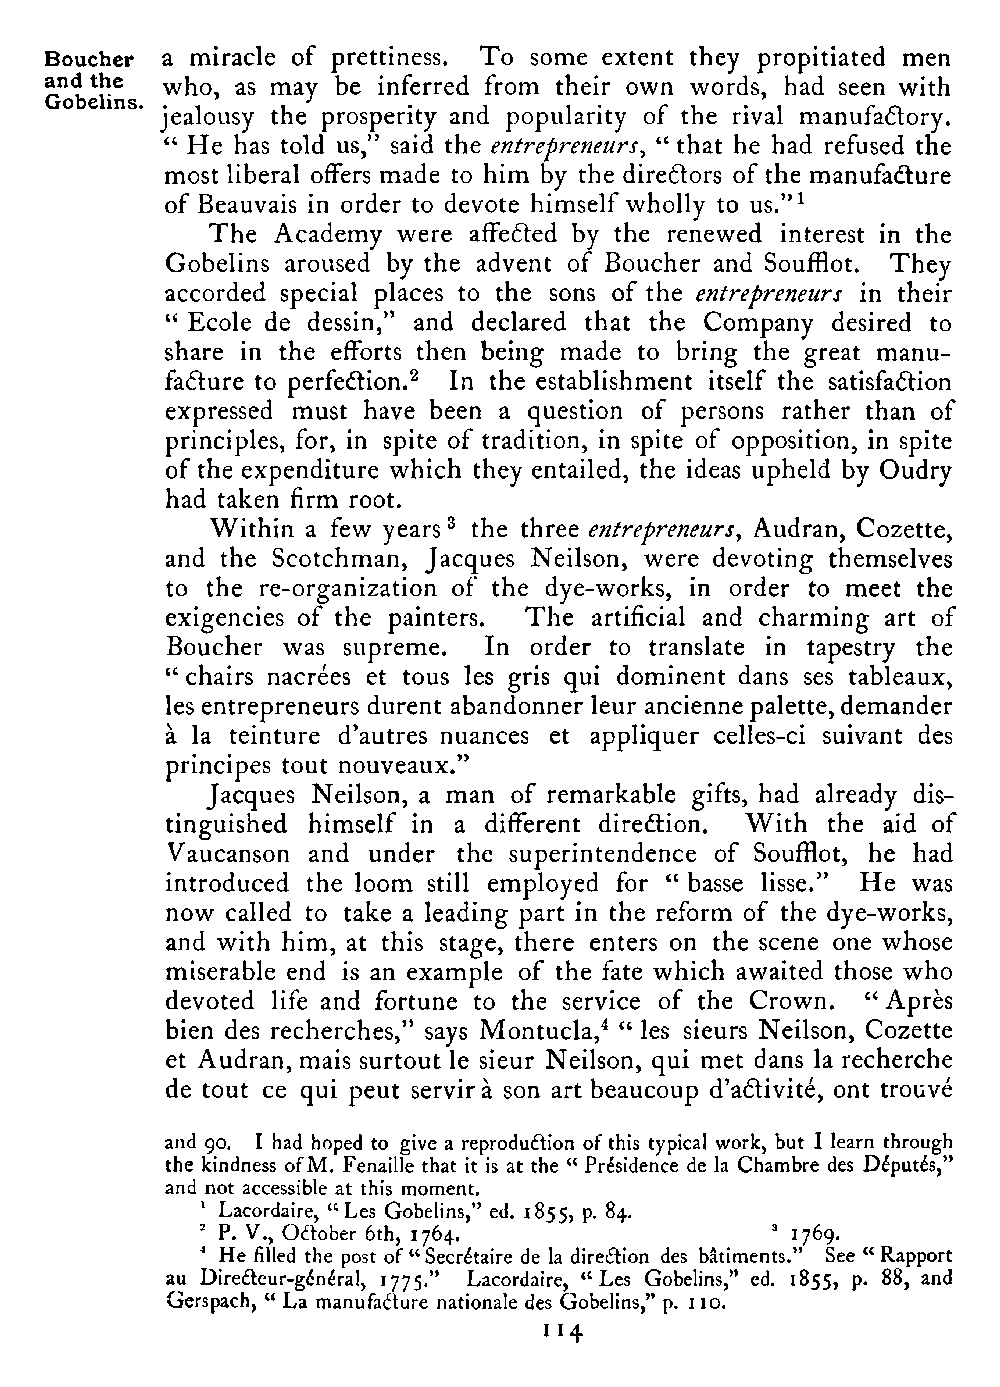 Boucher
and the
Gobelins.
a miracle of prettiness. To some extent they propitiated men
who, as may be inferred from their own words, had seen with
jealousy the prosperity and popularity of the rival manufactory.
“ He has told us,” said the entrepreneurs, “ that he had refused the
most liberal offers made to him by the directors of the manufacture
of Beauvais in order to devote himself wholly to us.” ¹
The Academy were affected by the renewed interest in the
Gobelins aroused by the advent of Boucher and Soufflot. They
accorded special places to the sons of the entrepreneurs in their
“ Ecole de dessin,” and declared that the Company desired to
share in the efforts then being made to bring the great manu-
facture to perfection.² In the establishment itself the satisfaction
expressed must have been a question of persons rather than of
principles, for, in spite of tradition, in spite of opposition, in spite
of the expenditure which they entailed, the ideas upheld by Oudry
had taken firm root.
Within a few years ³ the three entrepreneurs, Audran, Cozette,
and the Scotchman, Jacques Neilson, were devoting themselves
to the re-organization of the dye-works, in order to meet the
exigencies of the painters. The artificial and charming art of
Boucher was supreme. In order to translate in tapestry the
“ chairs nacrées et tous les gris qui dominent dans ses tableaux,
les entrepreneurs durent abandonner leur ancienne palette, demander
à la teinture d’autres nuances et appliquer celles-ci suivant des
principes tout nouveaux.”
Jacques Neilson, a man of remarkable gifts, had already dis-
tinguished himself in a different direction. With the aid of
Vaucanson and under the superintendence of Soufflot, he had
introduced the loom still employed for “ basse lisse.” He was
now called to take a leading part in the reform of the dye-works,
and with him, at this stage, there enters on the scene one whose
miserable end is an example of the fate which awaited those who
devoted life and fortune to the service of the Crown. “ Après
bien des recherches,” says Montucla,⁴ “ les sieurs Neilson, Cozette
et Audran, mais surtout le sieur Neilson, qui met dans la recherche
de tout ce qui peut servir à son art beaucoup d’activité, ont trouvé
and 90. I had hoped to give a reproduction of this typical work, but I learn through
the kindness of M. Fenaille that it is at the “ Présidence de la Chambre des Députés,”
and not accessible at this moment.
¹ Lacordaire, “ Les Gobelins,” ed. 1855, p. 84.
² P. V., October 6th, 1764. ³ 1769.
⁴ He filled the post of “ Secrétaire de la direction des bâtiments.” See “ Rapport
au Directeur-général, 1775.” Lacordaire, “ Les Gobelins,” ed. 1855, p. 88, and
Gerspach, “ La manufacture nationale des Gobelins,” p. 110.
114